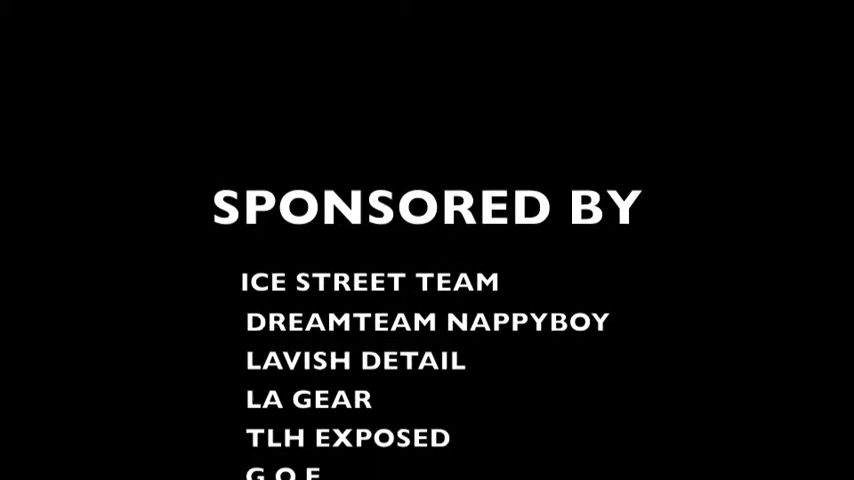 SPONSORED BY
ICE STREET TEAM
DREAMTEAM NAPPYBOY
LAVISH DETAIL
LA GEAR
TLH EXPOSED